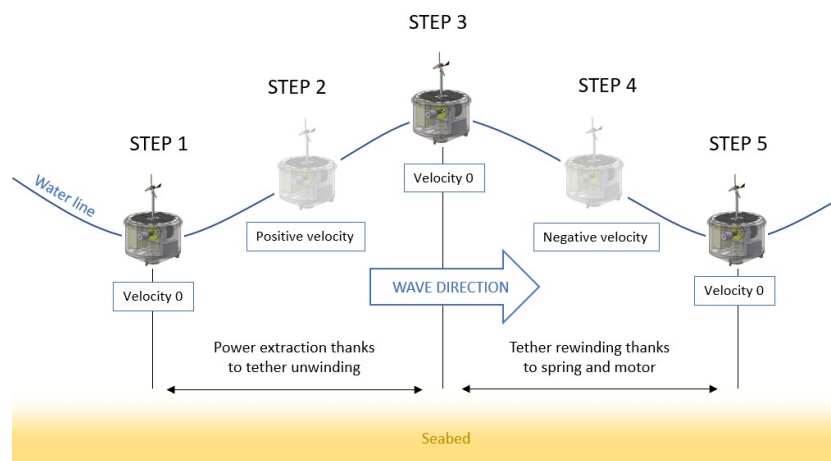 STEP 3
STEP 2
STEP 4
STEP 1
STEP 5
Water line
Velocity 0
Positive velocity
Negative velocity
Velocity 0
WAVE DIRECTION
Velocity 0
Power extraction thanks
to tether unwinding
Tether rewinding thanks
to spring and motor
Seabed